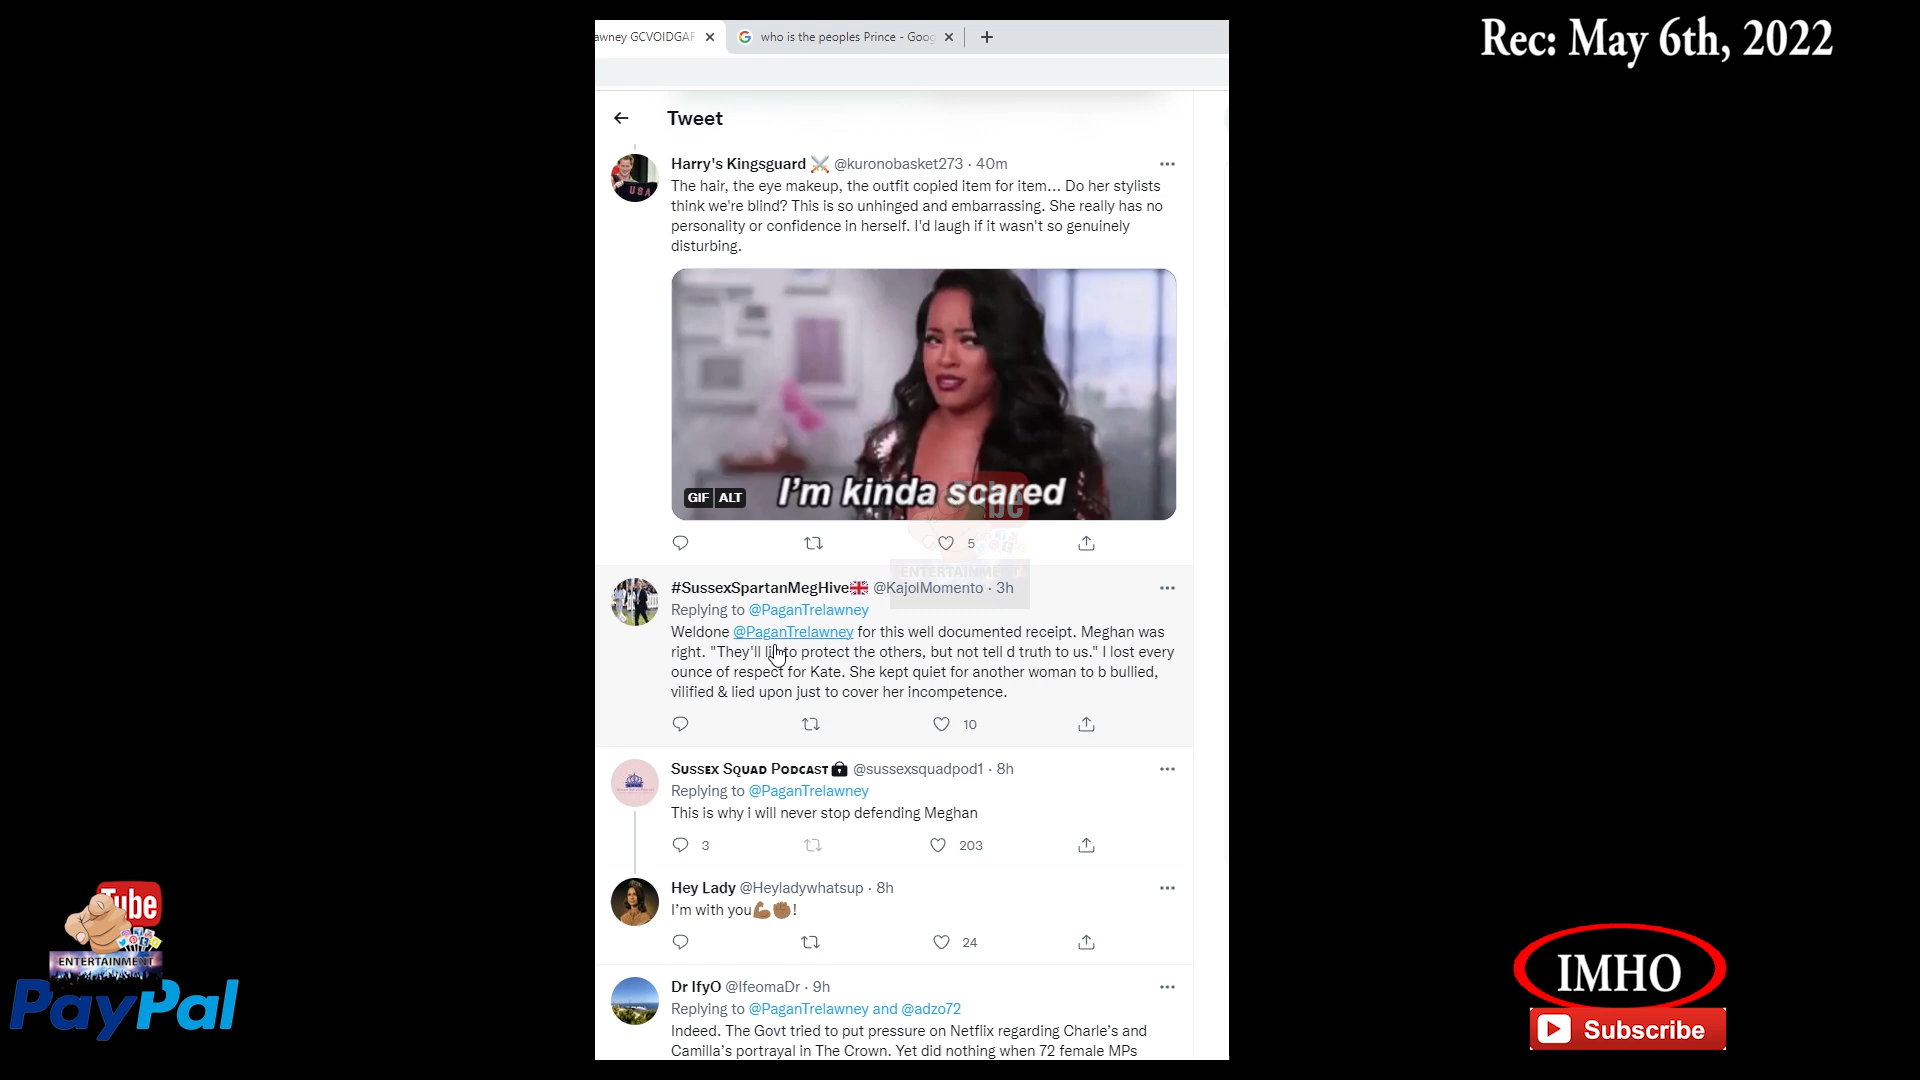 Rec: May 6th, 2022
awney GCVOIDGAF
who is the peoples Prince - Goog
Tweet
Harry's Kingsguard ⚔️ @kuronobasket273 · 40m
The hair, the eye makeup, the outfit copied item for item... Do her stylists
think we're blind? This is so unhinged and embarrassing. She really has no
personality or confidence in herself. I'd laugh if it wasn't so genuinely
disturbing.
USA
I'm kinda scared
GIF ALT
5
#SussexSpartanMegHive🇬🇧 @KajolMomento · 3h
Replying to @PaganTrelawney
Weldone @PaganTrelawney for this well documented receipt. Meghan was
right. "They'll to protect the others, but not tell d truth to us." I lost every
ounce of respect for Kate. She kept quiet for another woman to b bullied,
vilified & lied upon just to cover her incompetence.
10
Sussex Squad Podcast @sussexsquadpod1 · 8h
Replying to @PaganTrelawney
This is why i will never stop defending Meghan
3
203
Hey Lady @Heyladywhatsup · 8h
I'm with you💪🏾✊🏾!
24
Dr IfyO @IfeomaDr · 9h
Replying to @PaganTrelawney and @adzo72
Indeed. The Govt tried to put pressure on Netflix regarding Charle's and
Camilla's portrayal in The Crown. Yet did nothing when 72 female MPs
Tube
ENTERTAINMENT
PayPal
IMHO
Subscribe